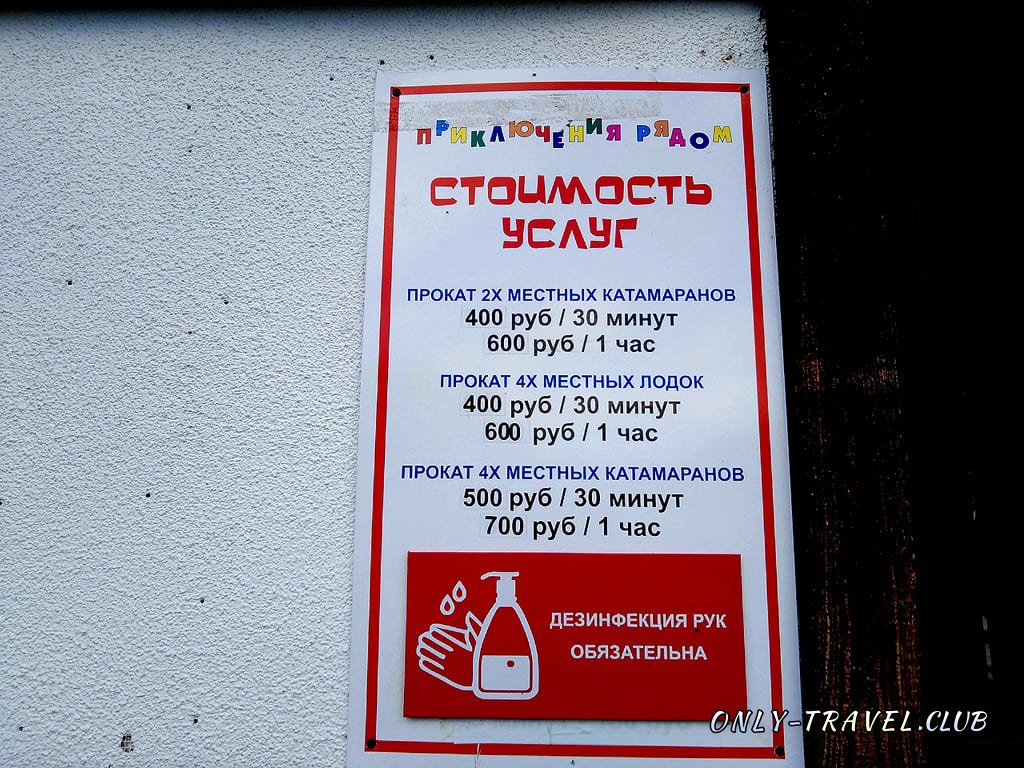 ПРИКЛЮЧЕНИЯ РЯДОМ
СТОИМОСТЬ
УСЛУГ
ПРОКАТ 2Х МЕСТНЫХ КАТАМАРАНОВ
400 руб / 30 минут
600 руб / 1 час
ПРОКАТ 4Х МЕСТНЫХ ЛОДОК
400 руб / 30 минут
600 руб / 1 час
ПРОКАТ 4Х МЕСТНЫХ КАТАМАРАНОВ
500 руб / 30 минут
700 руб / 1 час
ДЕЗИНФЕКЦИЯ РУК
ОБЯЗАТЕЛЬНА
ONLY-TRAVEL.CLUB